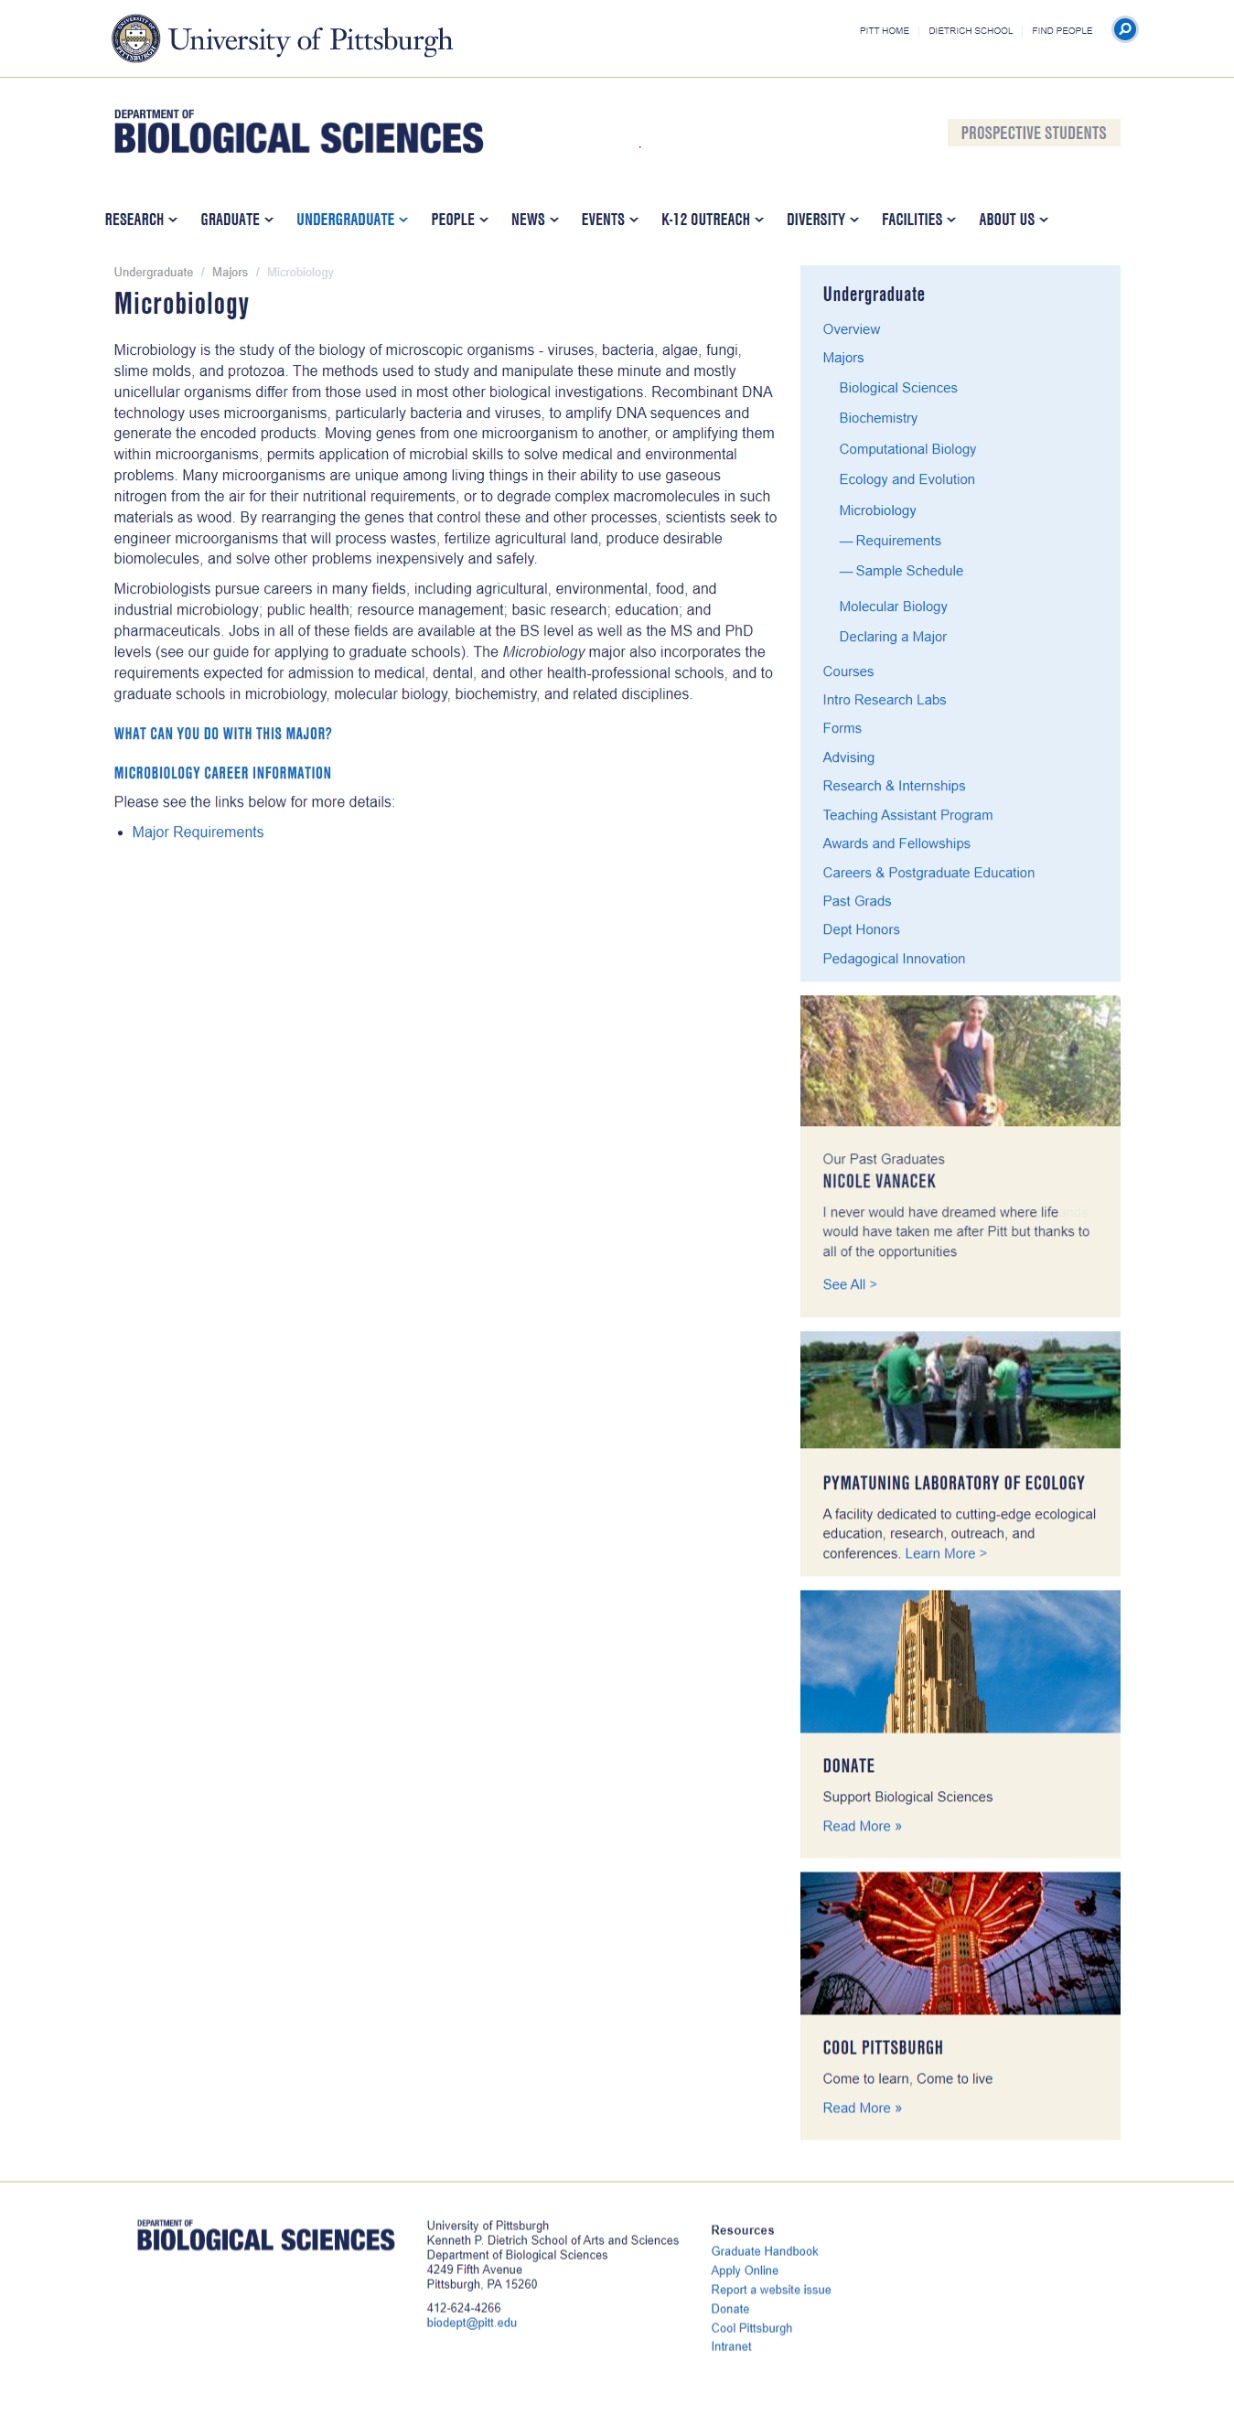 University of Pittsburgh
PITT HOME
DIETRICH SCHOOL
FIND PEOPLE
DEPARTMENT OF
BIOLOGICAL SCIENCES
PROSPECTIVE STUDENTS
RESEARCH GRADUATE UNDERGRADUATE PEOPLE NEWS EVENTS K-12 OUTREACH DIVERSITY FACILITIES ABOUT US
Undergraduate / Majors / Microbiology
Microbiology
Microbiology is the study of the biology of microscopic organisms - viruses, bacteria, algae, fungi,
slime molds, and protozoa. The methods used to study and manipulate these minute and mostly
unicellular organisms differ from those used in most other biological investigations. Recombinant DNA
technology uses microorganisms, particularly bacteria and viruses, to amplify DNA sequences and
generate the encoded products. Moving genes from one microorganism to another, or amplifying them
within microorganisms, permits application of microbial skills to solve medical and environmental
problems. Many microorganisms are unique among living things in their ability to use gaseous
nitrogen from the air for their nutritional requirements, or to degrade complex macromolecules in such
materials as wood. By rearranging the genes that control these and other processes, scientists seek to
engineer microorganisms that will process wastes, fertilize agricultural land, produce desirable
biomolecules, and solve other problems inexpensively and safely.
Microbiologists pursue careers in many fields, including agricultural, environmental, food, and
industrial microbiology; public health; resource management; basic research; education; and
pharmaceuticals. Jobs in all of these fields are available at the BS level as well as the MS and PhD
levels (see our guide for applying to graduate schools). The Microbiology major also incorporates the
requirements expected for admission to medical, dental, and other health-professional schools, and to
graduate schools in microbiology, molecular biology, biochemistry, and related disciplines.
WHAT CAN YOU DO WITH THIS MAJOR?
MICROBIOLOGY CAREER INFORMATION
Please see the links below for more details:
• Major Requirements
Undergraduate
Overview
Majors
Biological Sciences
Biochemistry
Computational Biology
Ecology and Evolution
Microbiology
— Requirements
— Sample Schedule
Molecular Biology
Declaring a Major
Courses
Intro Research Labs
Forms
Advising
Research & Internships
Teaching Assistant Program
Awards and Fellowships
Careers & Postgraduate Education
Past Grads
Dept Honors
Pedagogical Innovation
Our Past Graduates
NICOLE VANACEK
I never would have dreamed where life
would have taken me after Pitt but thanks to
all of the opportunities
See All >
PYMATUNING LABORATORY OF ECOLOGY
A facility dedicated to cutting-edge ecological
education, research, outreach, and
conferences. Learn More >
DONATE
Support Biological Sciences
Read More »
COOL PITTSBURGH
Come to learn, Come to live
Read More »
DEPARTMENT OF
BIOLOGICAL SCIENCES
University of Pittsburgh
Kenneth P. Dietrich School of Arts and Sciences
Department of Biological Sciences
4249 Fifth Avenue
Pittsburgh, PA 15260
412-624-4266
biodept@pitt.edu
Resources
Graduate Handbook
Apply Online
Report a website issue
Donate
Cool Pittsburgh
Intranet